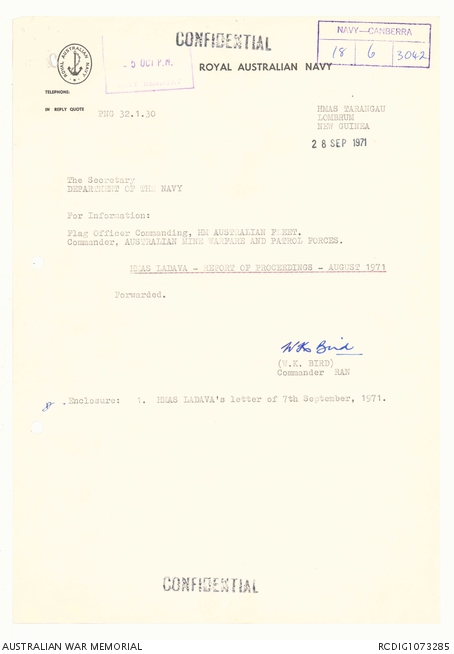 CONFIDENTIAL
NAVY—CANBERRA
18 6 3042
5 OCT P.M.
ROYAL AUSTRALIAN NAVY
ROYAL AUSTRALIAN NAVY
TELEPHONE:
IN REPLY QUOTE
PNG 32.1.30
HMAS TARANGAU
LOMBRUM
NEW GUINEA
28 SEP 1971
The Secretary
DEPARTMENT OF THE NAVY
For Information:
Flag Officer Commanding, HM AUSTRALIAN FLEET.
Commander, AUSTRALIAN MINE WARFARE AND PATROL FORCES.
HMAS LADAVA - REPORT OF PROCEEDINGS - AUGUST 1971
Forwarded.
WK Bird
(W.K. BIRD)
Commander RAN
8 .Enclosure: 1. HMAS LADAVA's letter of 7th September, 1971.
CONFIDENTIAL
AUSTRALIAN WAR MEMORIAL
RCDIG1073285